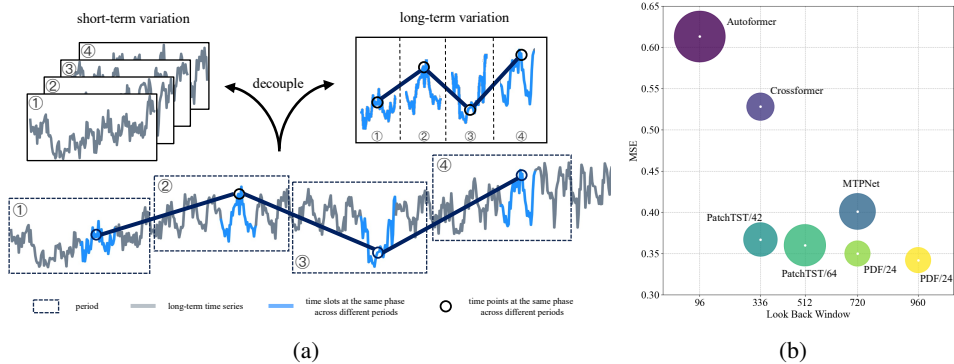 short-term variation
long-term variation
④
③
②
①
decouple
①
②
③
④
①
②
③
④
period
long-term time series
time slots at the same phase
across different periods
time points at the same phase
across different periods
(a)
MSE
0.65
0.60
0.55
0.50
0.45
0.40
0.35
0.30
Autoformer
Crossformer
MTPNet
PatchTST/42
PatchTST/64
PDF/24
PDF/24
96
336
512
720
960
Look Back Window
(b)